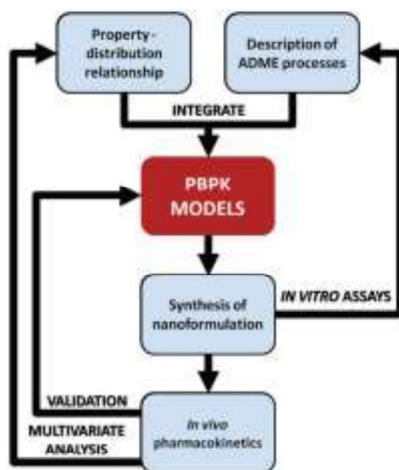 Property -
distribution
relationship
Description of
ADME processes
INTEGRATE
PBPK
MODELS
Synthesis of
nanoformulation
IN VITRO ASSAYS
VALIDATION
MULTIVARIATE
ANALYSIS
In vivo
pharmacokinetics